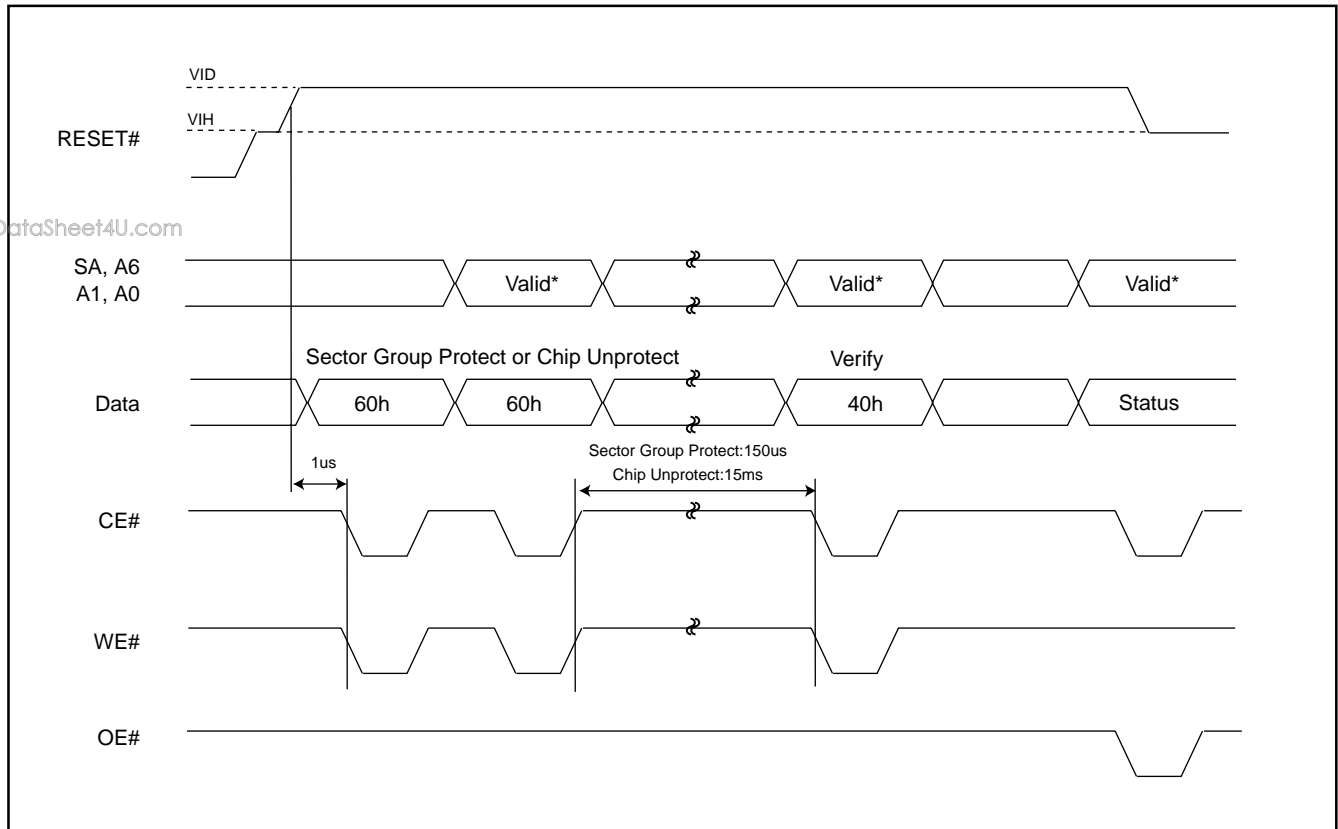 VID
VIH
RESET#
DataSheet4U.com
SA, A6
A1, A0
Valid*
Valid*
Valid*
Sector Group Protect or Chip Unprotect
Verify
Data
60h
60h
40h
Status
Sector Group Protect:150us
Chip Unprotect:15ms
1us
CE#
WE#
OE#